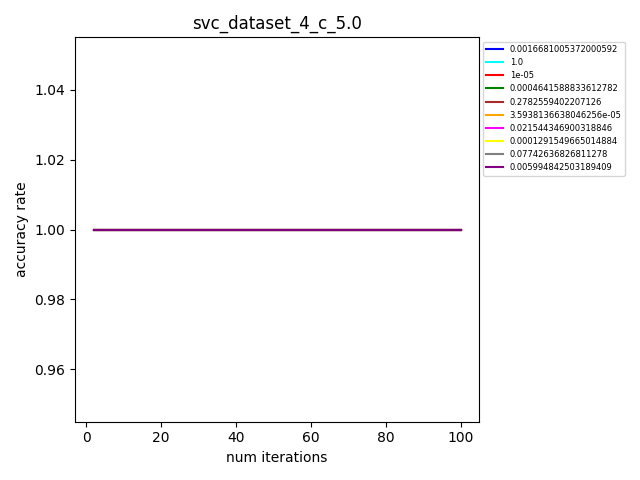 svc_dataset_4_c_5.0
0.0016681005372000592
1.0
1e-05
0.0004641588833612782
0.2782559402207126
3.5938136638046256e-05
0.021544346900318846
0.0001291549665014884
0.07742636826811278
0.005994842503189409
1.04
1.02
1.00
0.98
0.96
accuracy rate
0 20 40 60 80 100
num iterations